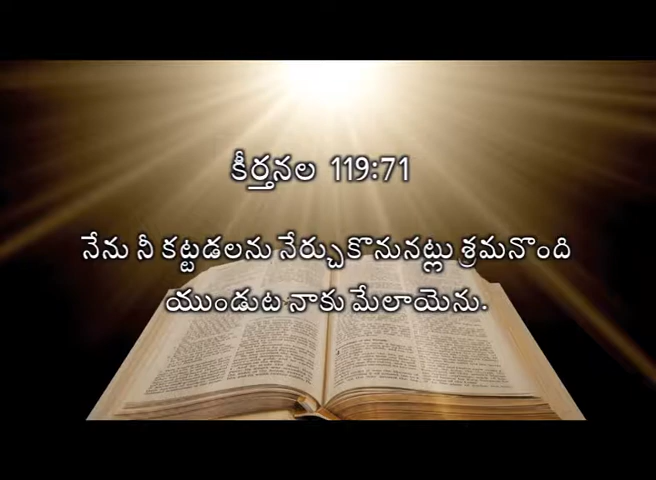 కీర్తనల 119:71
నేను నీ కట్టడలను నేర్చుకొనునట్లు శ్రమనొంది
యుండుట నాకు మేలాయెను.